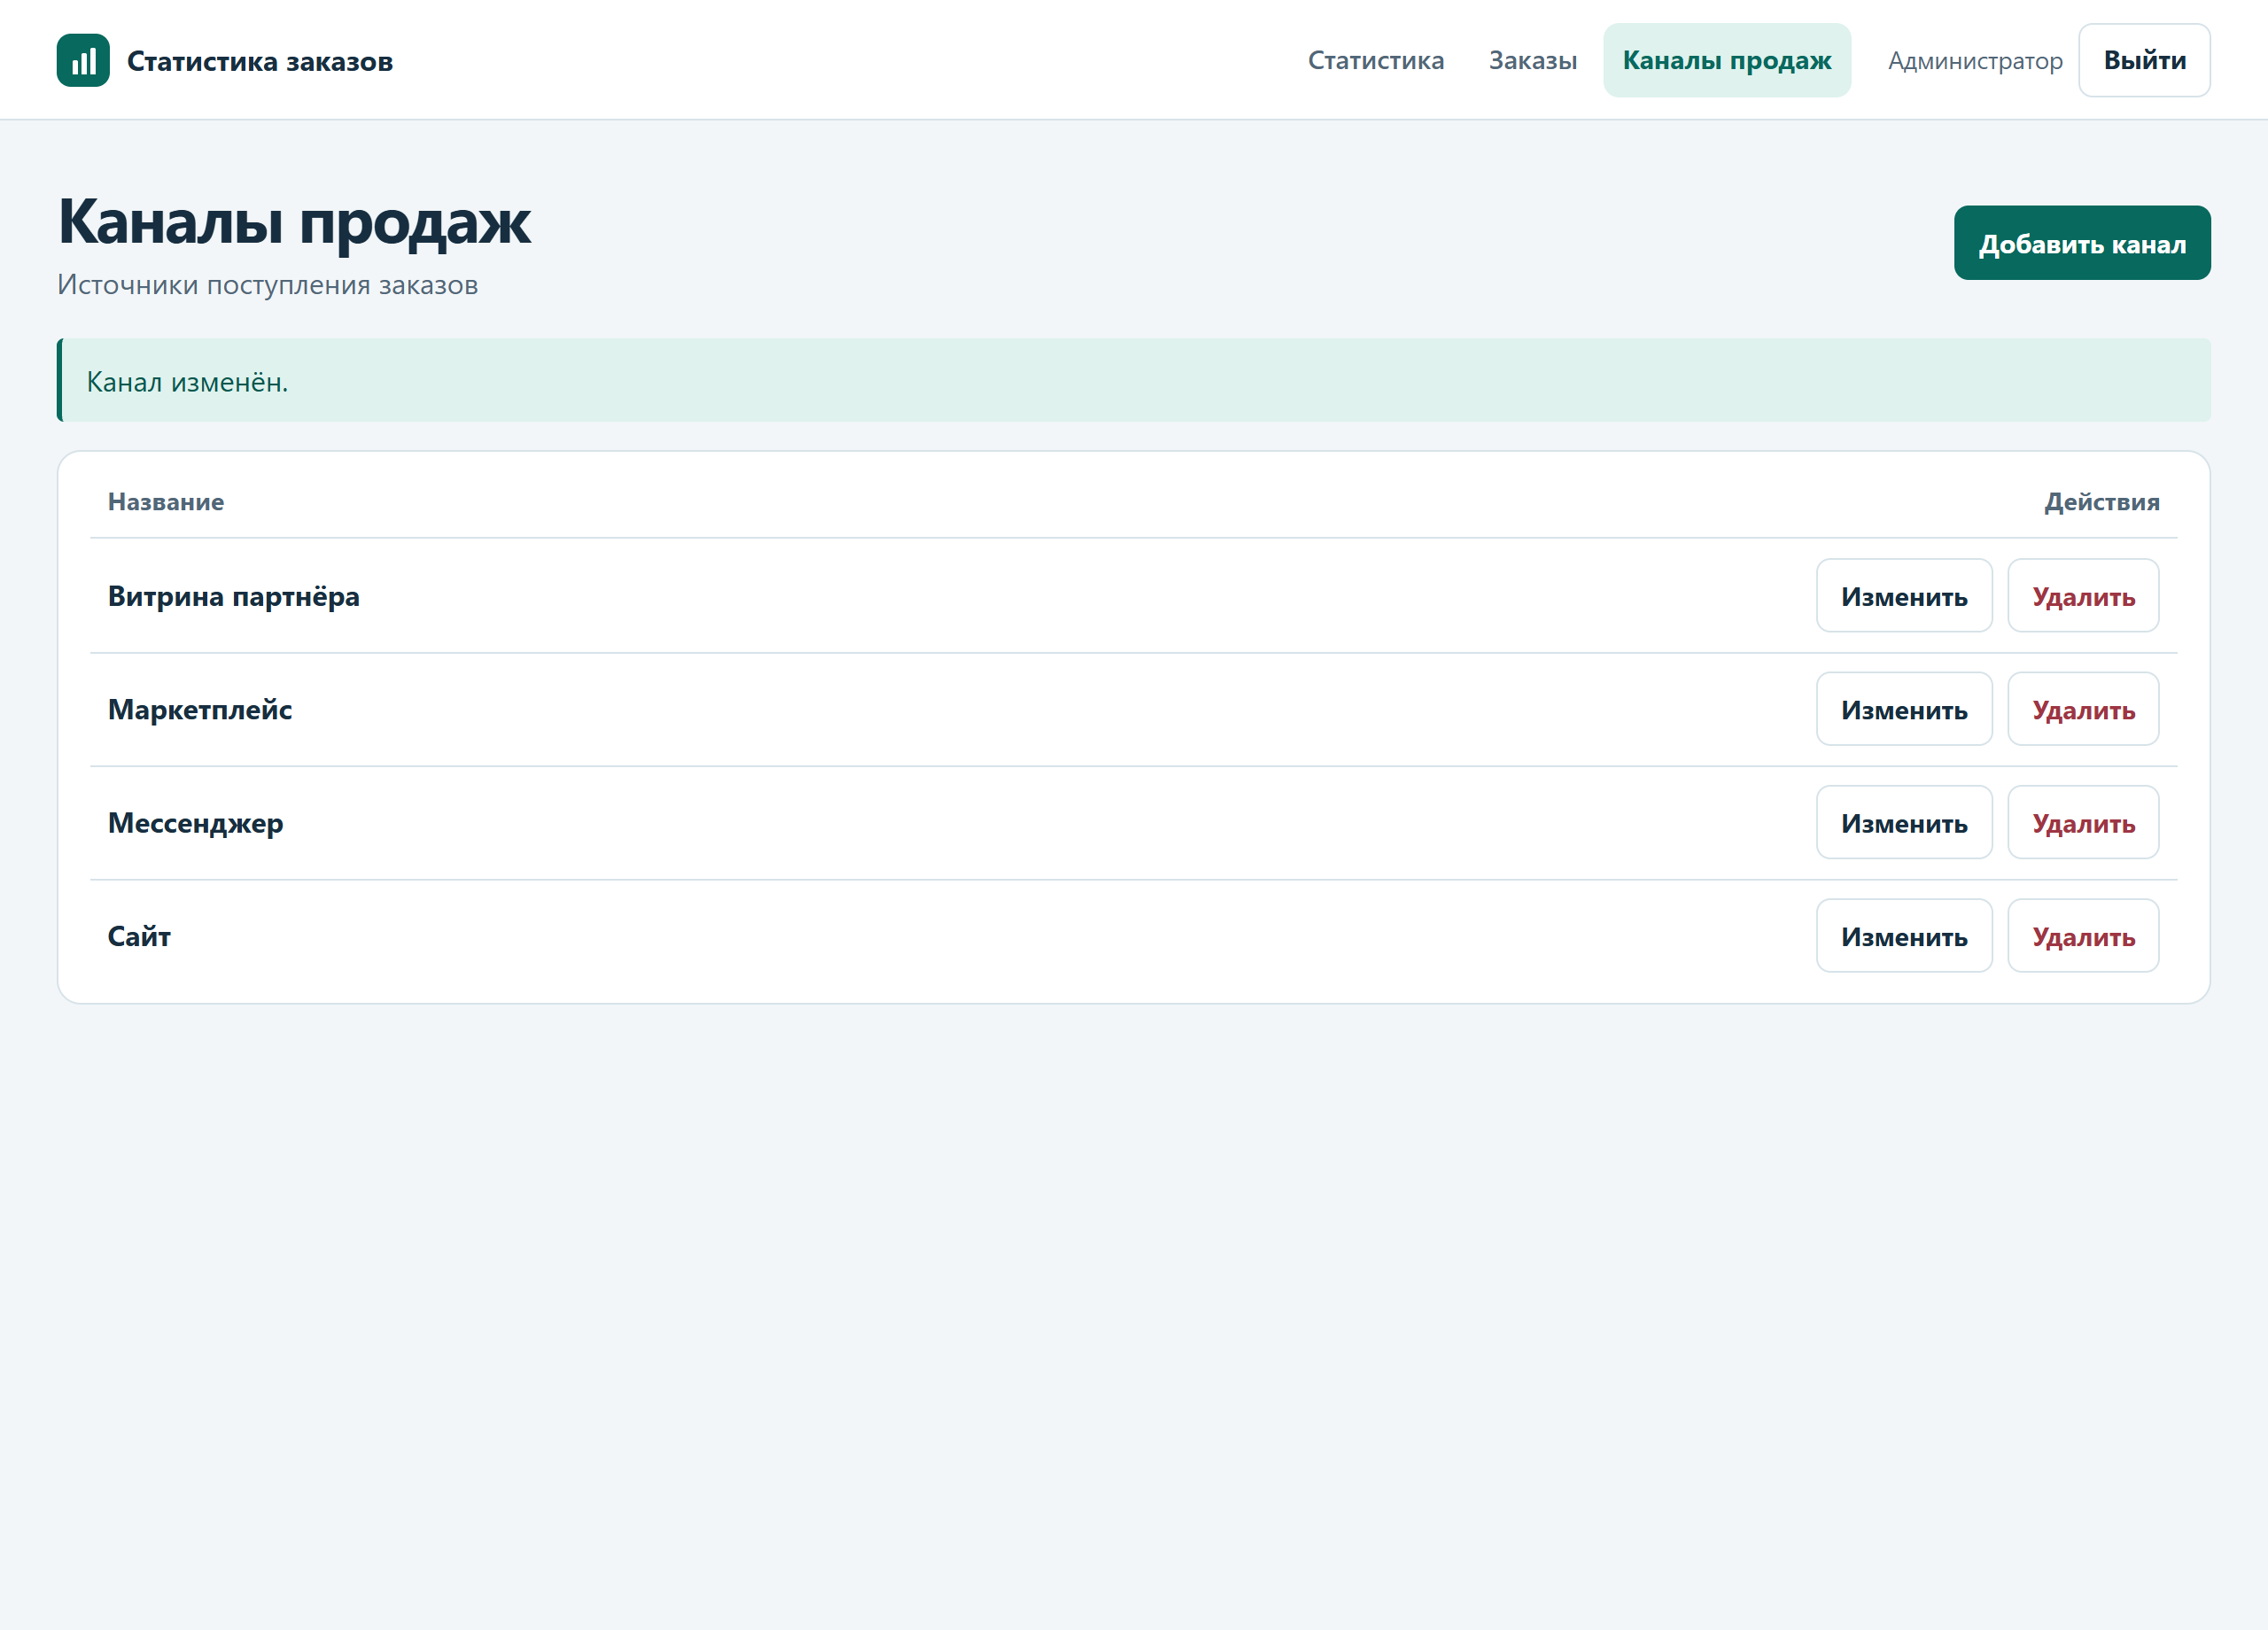 Статистика заказов
Статистика Заказы Каналы продаж Администратор Выйти
Каналы продаж
Добавить канал
Источники поступления заказов
Канал изменён.
Название Действия
Витрина партнёра Изменить Удалить
Маркетплейс Изменить Удалить
Мессенджер Изменить Удалить
Сайт Изменить Удалить